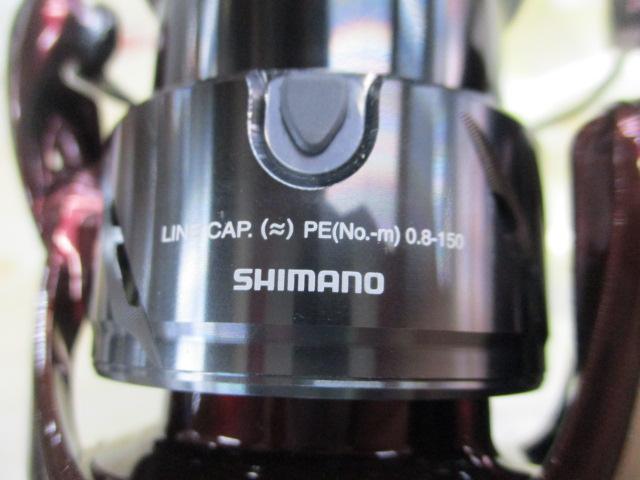 LINE CAP. (≈) PE(No.-m) 0.8-150
SHIMANO